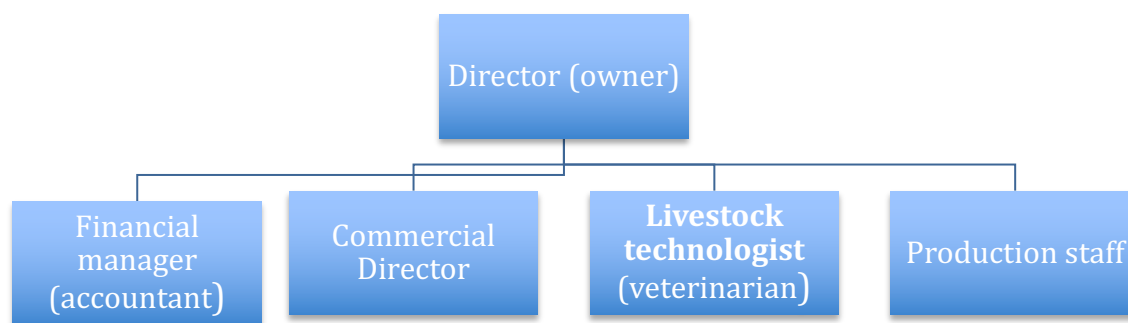 Director (owner)
Financial
manager
(accountant)
Commercial
Director
Livestock
technologist
(veterinarian)
Production staff